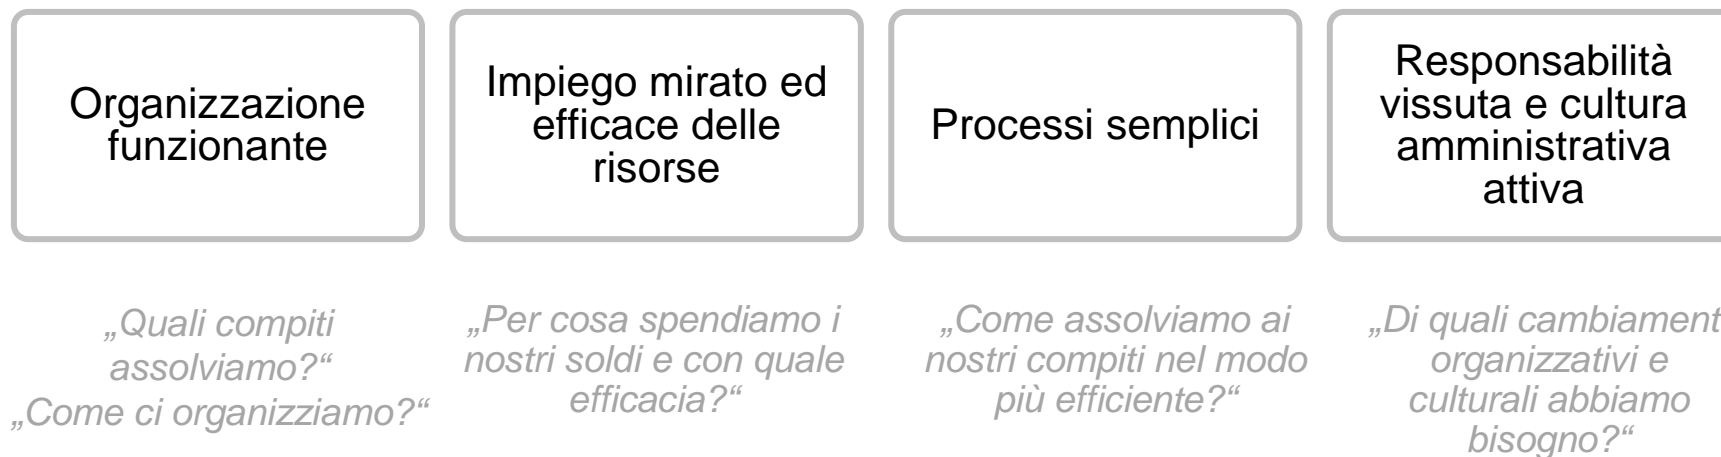 Organizzazione
funzionante
Impiego mirato ed
efficace delle
risorse
Processi semplici
Responsabilità
vissuta e cultura
amministrativa
attiva
„Quali compiti
assolviamo?“
„Come ci organizziamo?“
„Per cosa spendiamo i
nostri soldi e con quale
efficacia?“
„Come assolviamo ai
nostri compiti nel modo
più efficiente?“
„Di quali cambiament
organizzativi e
culturali abbiamo
bisogno?“